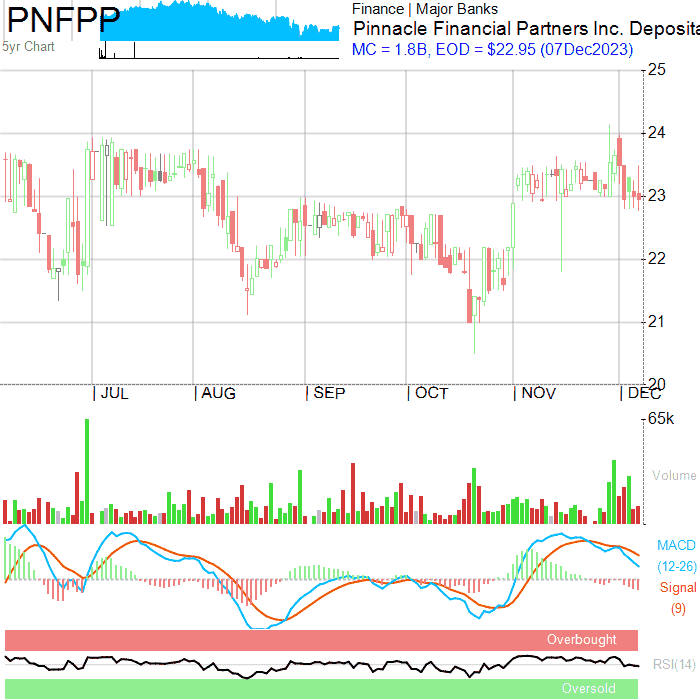 PNFPP
5yr Chart
Finance | Major Banks
Pinnacle Financial Partners Inc. Deposita
MC = 1.8B, EOD = $22.95 (07Dec2023)
25
24
23
22
21
20
| JUL | AUG | SEP | OCT | NOV | DEC
65k
Volume
MACD
(12-26)
Signal
(9)
Overbought
RSI(14)
Oversold